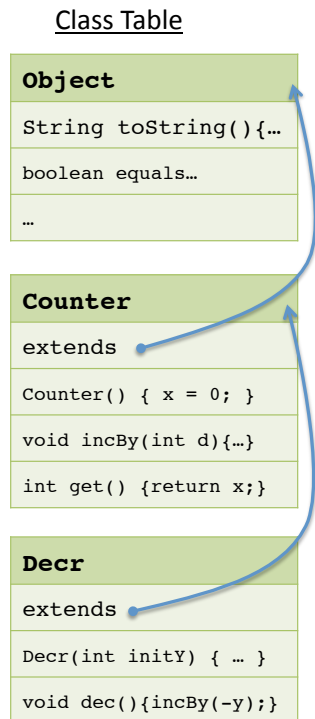 Class Table
Object
String toString(){…
boolean equals…
…
Counter
extends
Counter() { x = 0; }
void incBy(int d){…}
int get() {return x;}
Decr
extends
Decr(int initY) { … }
void dec(){incBy(-y);}